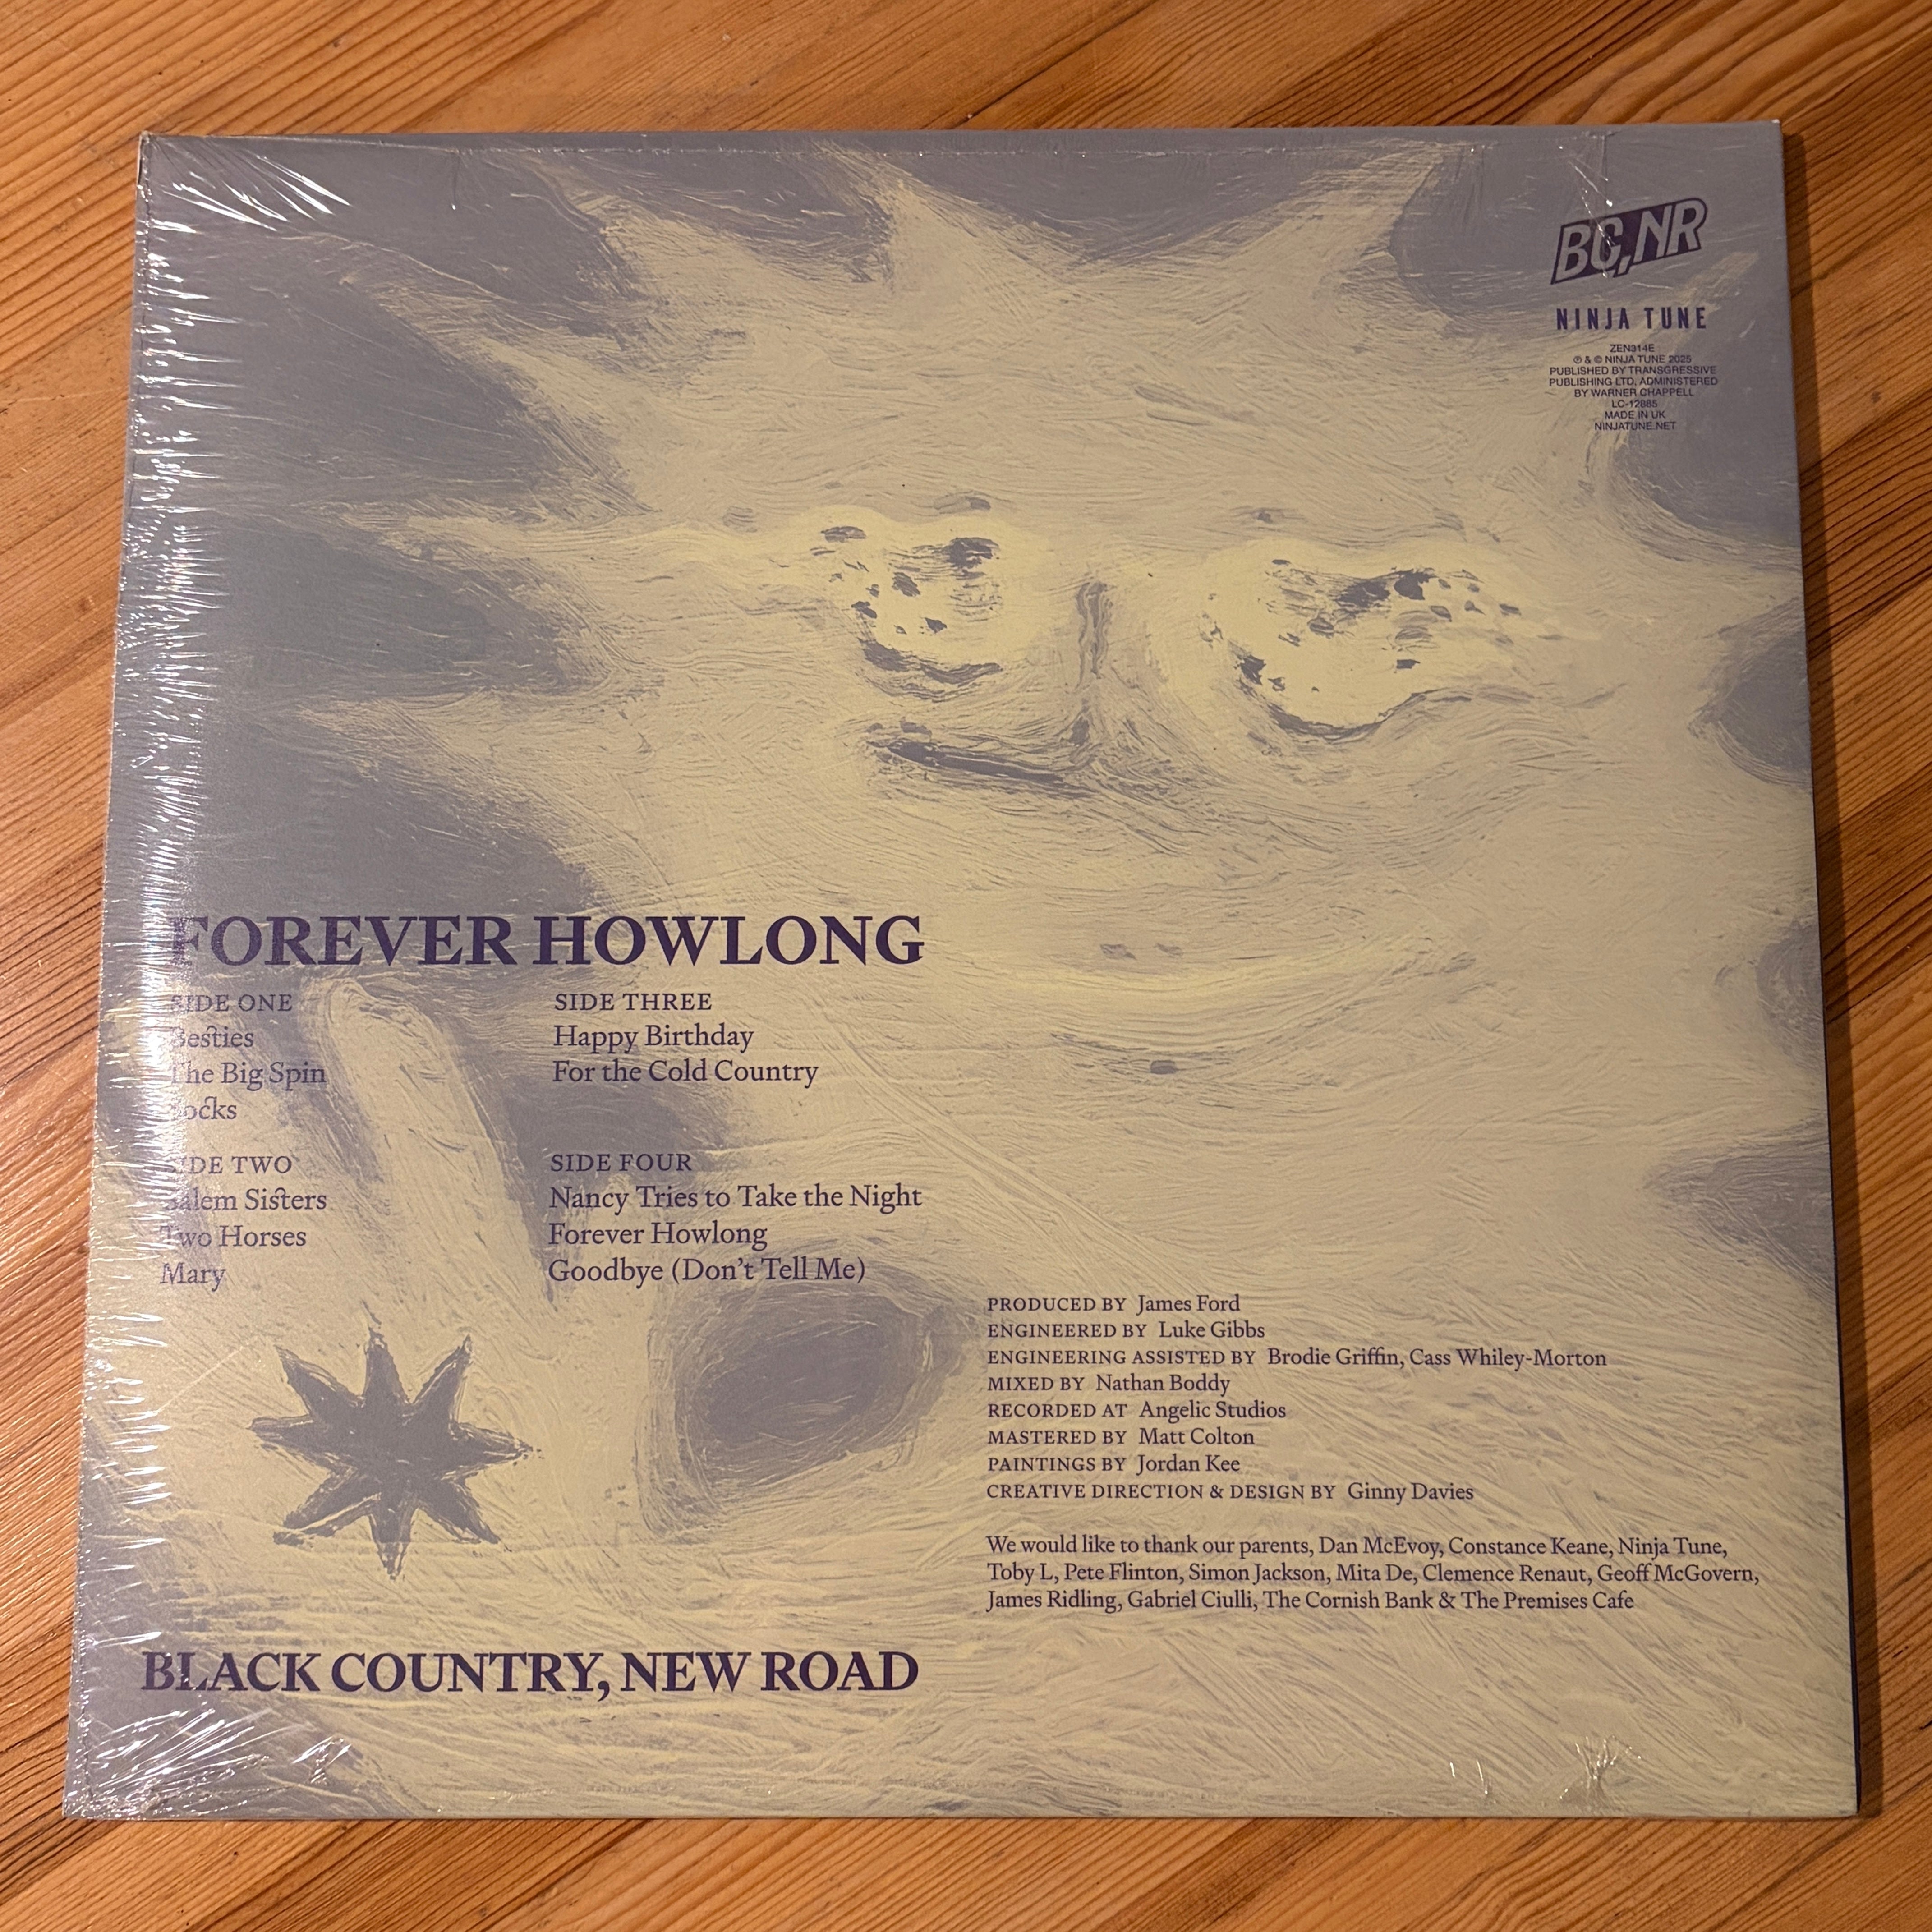 BC,NR
NINJA TUNE
ZEN314E
℗ & © NINJA TUNE 2025
PUBLISHED BY TRANSGRESSIVE
PUBLISHING LTD, ADMINISTERED
BY WARNER CHAPPELL
LC-12885
MADE IN UK
NINJATUNE.NET
FOREVER HOWLONG
SIDE ONE
Besties
The Big Spin
Socks
SIDE TWO
Salem Sisters
Two Horses
Mary
SIDE THREE
Happy Birthday
For the Cold Country
SIDE FOUR
Nancy Tries to Take the Night
Forever Howlong
Goodbye (Don't Tell Me)
PRODUCED BY James Ford
ENGINEERED BY Luke Gibbs
ENGINEERING ASSISTED BY Brodie Griffin, Cass Whiley-Morton
MIXED BY Nathan Boddy
RECORDED AT Angelic Studios
MASTERED BY Matt Colton
PAINTINGS BY Jordan Kee
CREATIVE DIRECTION & DESIGN BY Ginny Davies
We would like to thank our parents, Dan McEvoy, Constance Keane, Ninja Tune,
Toby L, Pete Flinton, Simon Jackson, Mita De, Clemence Renaut, Geoff McGovern,
James Ridling, Gabriel Ciulli, The Cornish Bank & The Premises Cafe
BLACK COUNTRY, NEW ROAD